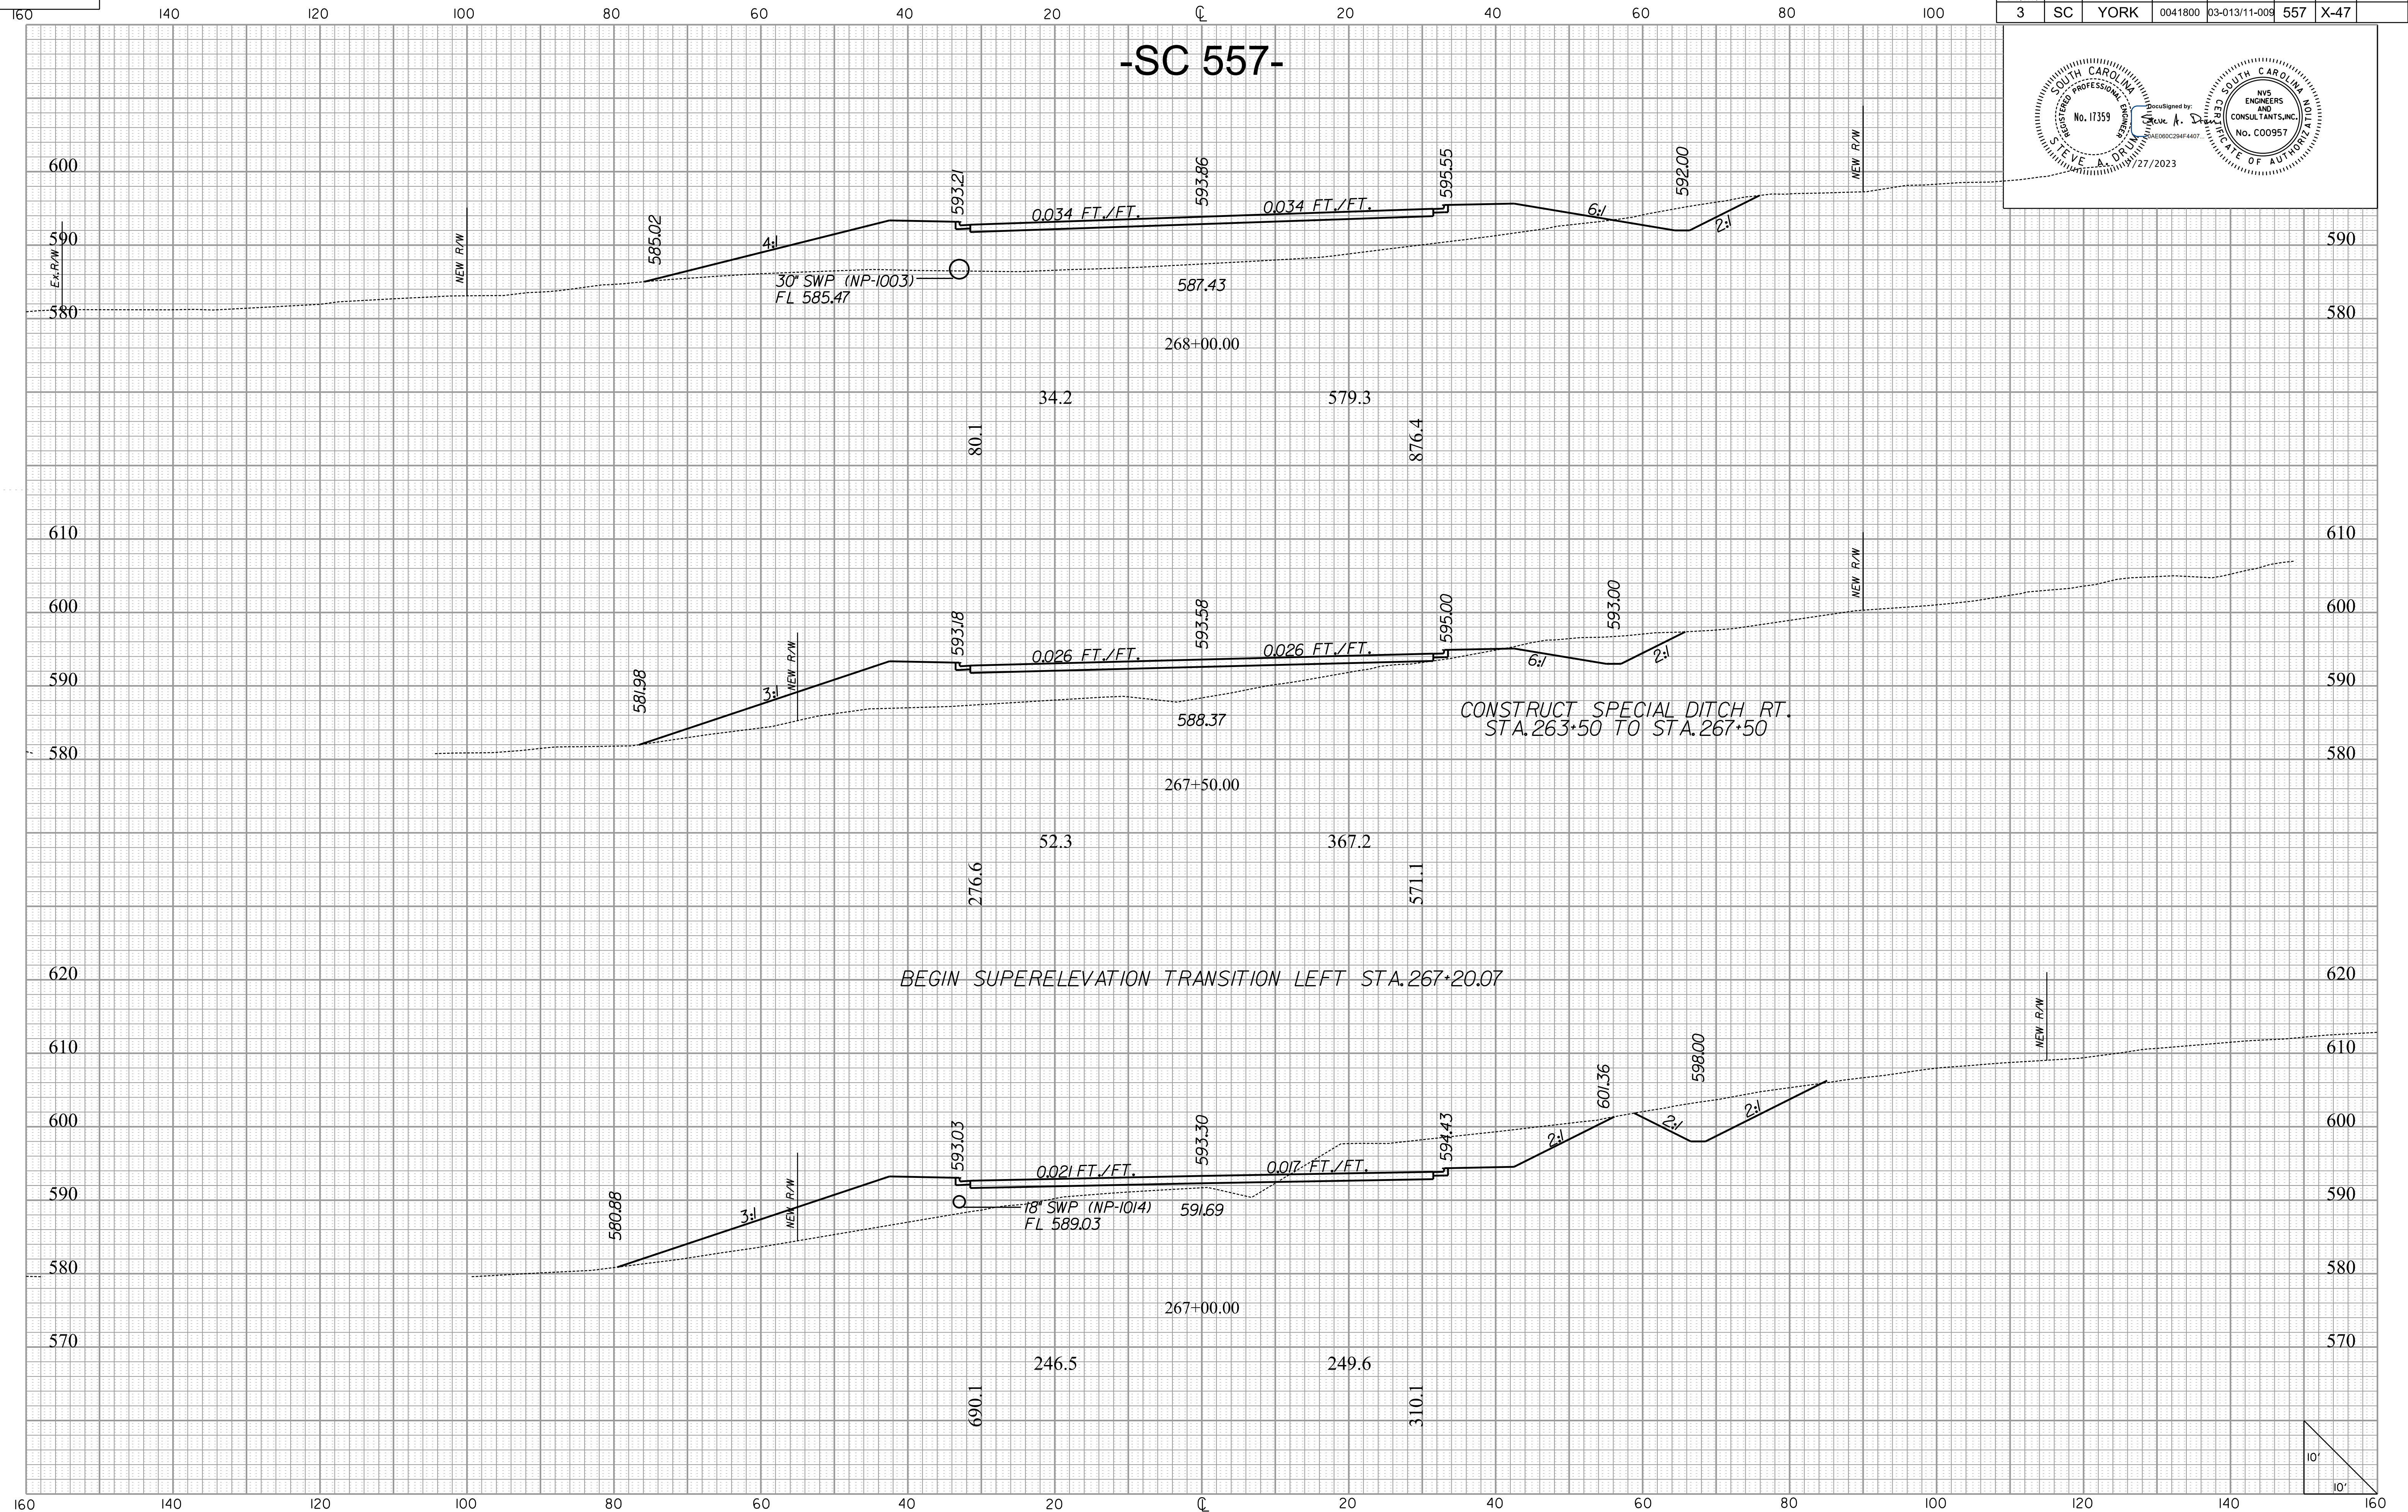 160 140 120 100 80 60 40 20 ℄ 20 40 60 80 100
3 SC YORK 0041800 03-013/11-009 557 X-47
-SC 557-
SOUTH CAROLINA
REGISTERED PROFESSIONAL ENGINEER
No. 17359
STEVE A. DRUM
DocuSigned by:
Steve A. Drum
/27/2023
SOUTH CAROLINA
CERTIFICATE OF AUTHORIZATION
NV5
ENGINEERS
AND
CONSULTANTS,INC.
No. C00957
600
590 590
580 580
Ex.R/W
NEW R/W
585.02
4:1
593.21
0.034 FT./FT.
593.86
0.034 FT./FT.
595.55
6:1
592.00
2:1
NEW R/W
30" SWP (NP-1003)
FL 585.47
587.43
268+00.00
34.2 579.3
80.1 876.4
610 610
600 600
590 590
580 580
581.98
3:1
NEW R/W
593.18
0.026 FT./FT.
593.58
0.026 FT./FT.
595.00
6:1
593.00
2:1
NEW R/W
588.37
CONSTRUCT SPECIAL DITCH RT.
STA.263+50 TO STA.267+50
267+50.00
52.3 367.2
276.6 571.1
620 620
BEGIN SUPERELEVATION TRANSITION LEFT STA.267+20.07
610 610
600 600
590 590
580 580
570 570
580.88
3:1
NEW R/W
593.03
0.021 FT./FT.
593.30
0.017 FT./FT.
594.43
2:1
601.36
2:1
598.00
2:1
NEW R/W
18" SWP (NP-1014)
FL 589.03
591.69
267+00.00
246.5 249.6
690.1 310.1
10'
10'
160 140 120 100 80 60 40 20 ℄ 20 40 60 80 100 120 140 160